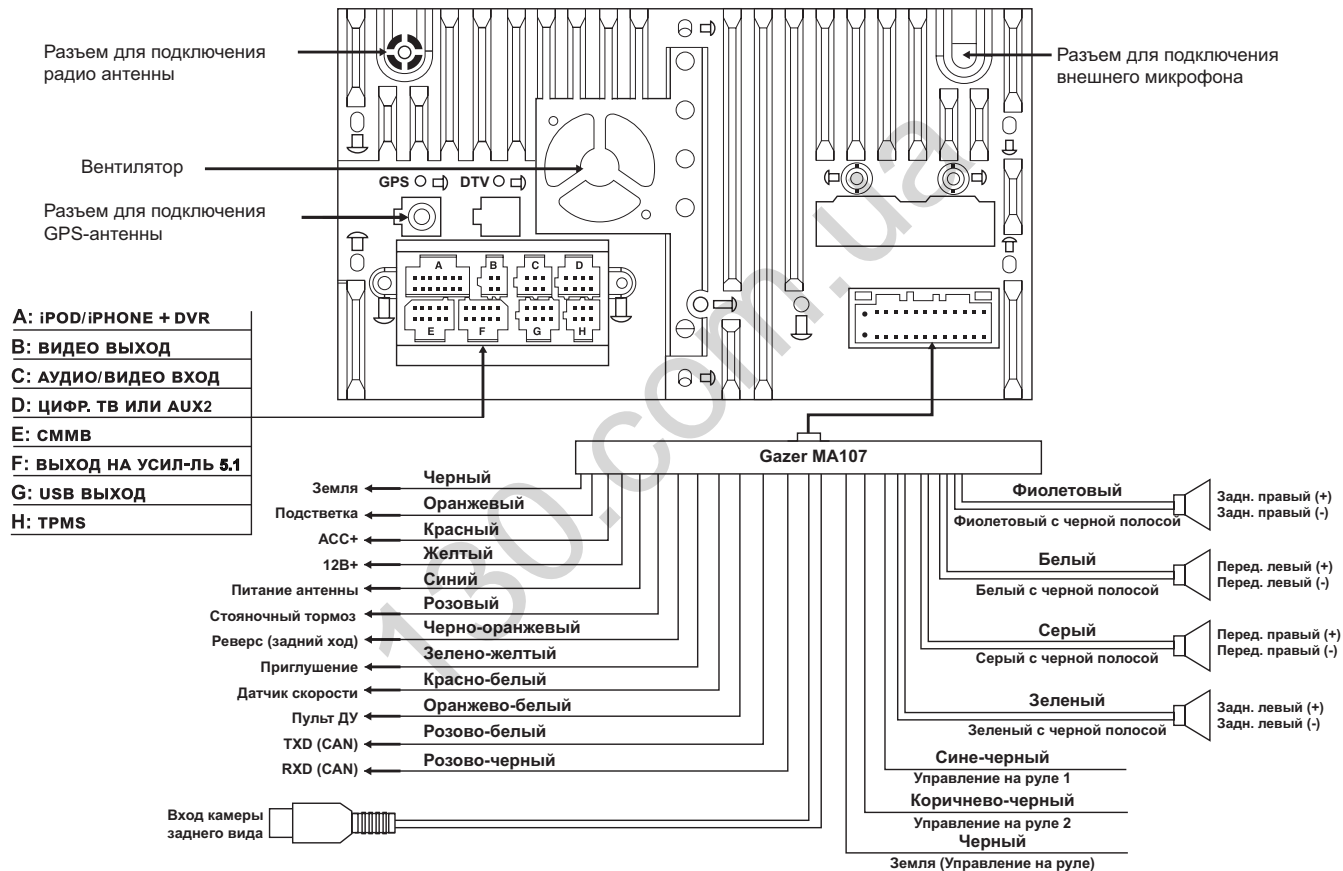 Разъем для подключения
радио антенны
Разъем для подключения
внешнего микрофона
Вентилятор
GPS
DTV
Разъем для подключения
GPS-антенны
A
B
C
D
E
F
G
H
A: iPOD/iPHONE + DVR
B: ВИДЕО ВЫХОД
C: АУДИО/ВИДЕО ВХОД
D: ЦИФР. ТВ ИЛИ AUX2
E: CMMB
F: ВЫХОД НА УСИЛ-ЛЬ 5.1
G: USB ВЫХОД
H: TPMS
Gazer MA107
Земля
Черный
Подстветка
Оранжевый
ACC+
Красный
12В+
Желтый
Питание антенны
Синий
Стояночный тормоз
Розовый
Реверс (задний ход)
Черно-оранжевый
Приглушение
Зелено-желтый
Датчик скорости
Красно-белый
Пульт ДУ
Оранжево-белый
TXD (CAN)
Розово-белый
RXD (CAN)
Розово-черный
Вход камеры
заднего вида
Фиолетовый
Фиолетовый с черной полосой
Задн. правый (+)
Задн. правый (-)
Белый
Белый с черной полосой
Перед. левый (+)
Перед. левый (-)
Серый
Серый с черной полосой
Перед. правый (+)
Перед. правый (-)
Зеленый
Зеленый с черной полосой
Задн. левый (+)
Задн. левый (-)
Сине-черный
Управление на руле 1
Коричнево-черный
Управление на руле 2
Черный
Земля (Управление на руле)
130.com.ua